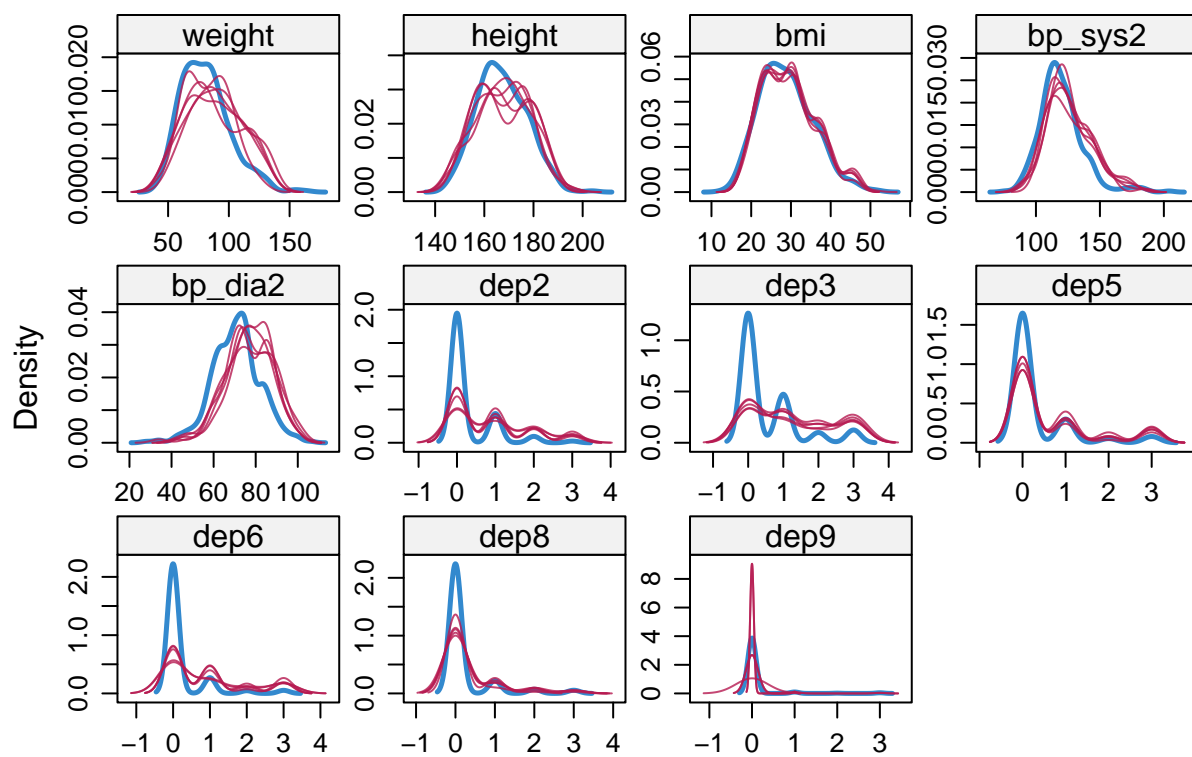 Density
weight
0.000 0.010 0.020
50 100 150
height
0.00 0.02
140 160 180 200
bmi
0.00 0.03 0.06
10 20 30 40 50
bp_sys2
0.000 0.015 0.030
100 150 200
bp_dia2
0.00 0.02 0.04
20 40 60 80 100
dep2
0.0 1.0 2.0
−1 0 1 2 3 4
dep3
0.0 0.5 1.0
−1 0 1 2 3 4
dep5
0.0 0.5 1.0 1.5
0 1 2 3
dep6
0.0 1.0 2.0
−1 0 1 2 3 4
dep8
0.0 1.0 2.0
−1 0 1 2 3 4
dep9
0 2 4 6 8
−1 0 1 2 3